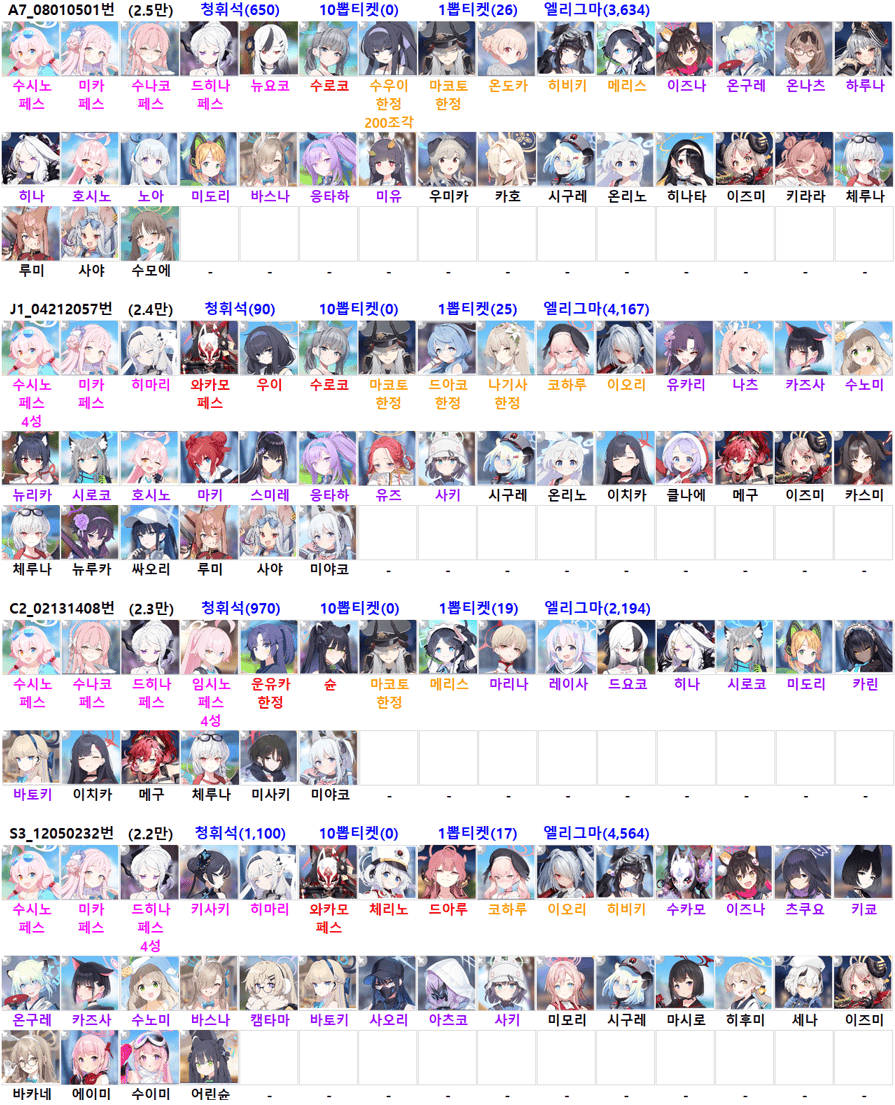 A7_08010501번 (2.5만) 청휘석(650) 10뽑티켓(0) 1뽑티켓(26) 엘리그마(3,634)
수시노 미카 수나코 드히나 뉴요코 수로코 수우이 마코토 온도카 히비키 메리스 이즈나 온구레 온나츠 하루나
페스 페스 페스 페스 한정 한정
200조각
히나 호시노 노아 미도리 바스나 응타하 미유 우미카 카호 시구레 온리노 히나타 이즈미 키라라 체루나
루미 사야 수모에 - - - - - - - - - - - -
J1_04212057번 (2.4만) 청휘석(90) 10뽑티켓(0) 1뽑티켓(25) 엘리그마(4,167)
수시노 미카 히마리 와카모 우이 수로코 마코토 드아코 나기사 코하루 이오리 유카리 나츠 카즈사 수노미
페스 페스 페스 한정 한정 한정
4성
뉴리카 시로코 호시노 마키 스미레 응타하 유즈 사키 시구레 온리노 이치카 클나에 메구 이즈미 카스미
체루나 뉴루카 싸오리 루미 사야 미야코 - - - - - - - - -
C2_02131408번 (2.3만) 청휘석(970) 10뽑티켓(0) 1뽑티켓(19) 엘리그마(2,194)
수시노 수나코 드히나 임시노 운유카 슌 마코토 메리스 마리나 레이사 드요코 히나 시로코 미도리 카린
페스 페스 페스 페스 한정 한정
4성
바토키 이치카 메구 체루나 미사키 미야코 - - - - - - - - -
S3_12050232번 (2.2만) 청휘석(1,100) 10뽑티켓(0) 1뽑티켓(17) 엘리그마(4,564)
수시노 미카 드히나 키사키 히마리 와카모 체리노 드아루 코하루 이오리 히비키 수카모 이즈나 츠쿠요 키쿄
페스 페스 페스 페스
4성
온구레 카즈사 수노미 바스나 캠타마 바토키 사오리 아츠코 사키 미모리 시구레 마시로 히후미 세나 이즈미
바카네 에이미 수이미 어린슌 - - - - - - - - - - -